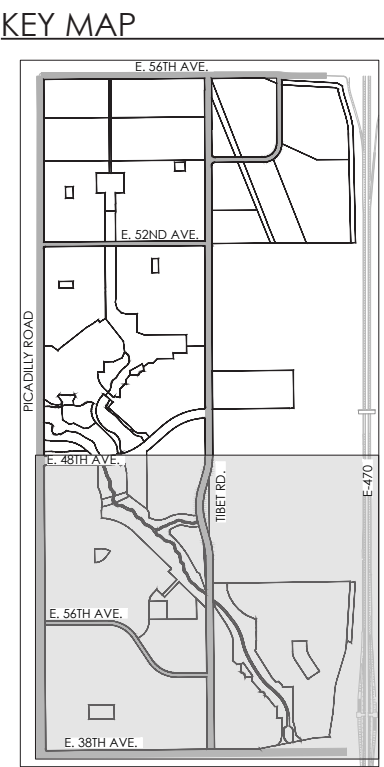 KEY MAP
E. 56TH AVE.
E. 52ND AVE.
PICADILLY ROAD
E. 48TH AVE.
TIBET RD.
E-470
E. 56TH AVE.
E. 38TH AVE.